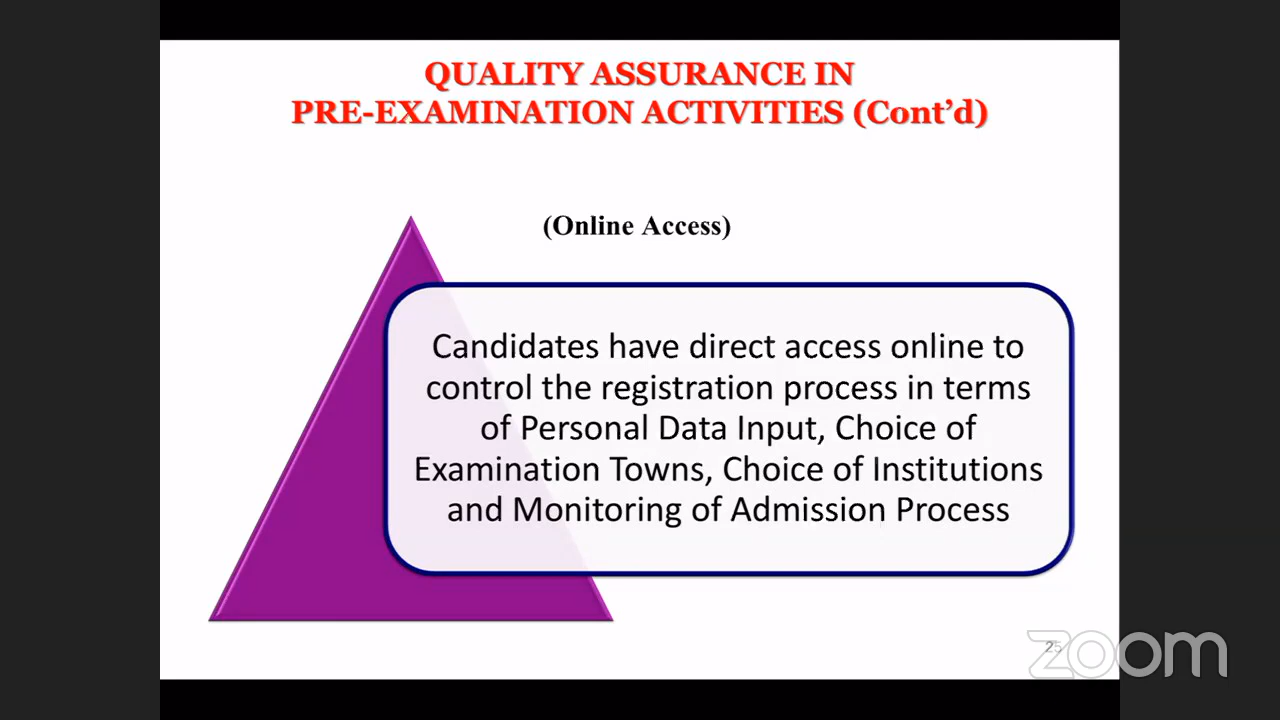 QUALITY ASSURANCE IN
PRE-EXAMINATION ACTIVITIES (Cont’d)
(Online Access)
Candidates have direct access online to
control the registration process in terms
of Personal Data Input, Choice of
Examination Towns, Choice of Institutions
and Monitoring of Admission Process
25
zoom